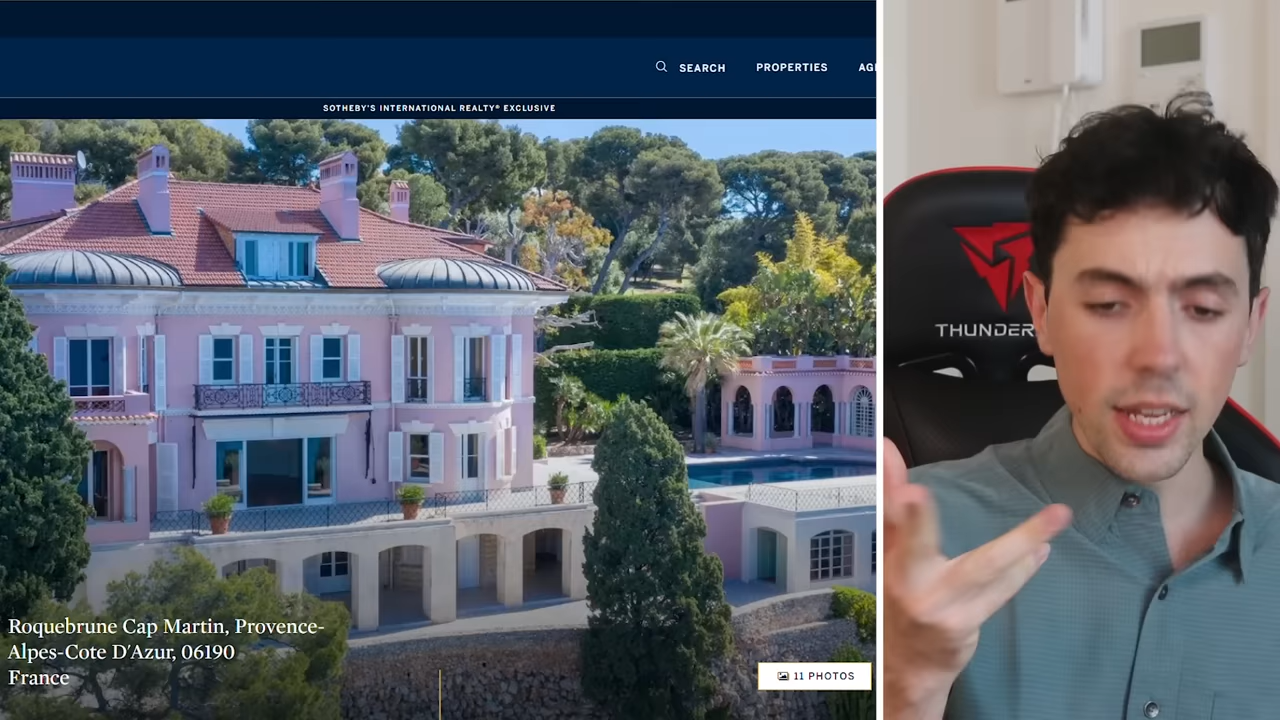 SEARCH
PROPERTIES
SOTHEBY'S INTERNATIONAL REALTY® EXCLUSIVE
THUNDER
Roquebrune Cap Martin, Provence-
Alpes-Cote D'Azur, 06190
France
11 PHOTOS